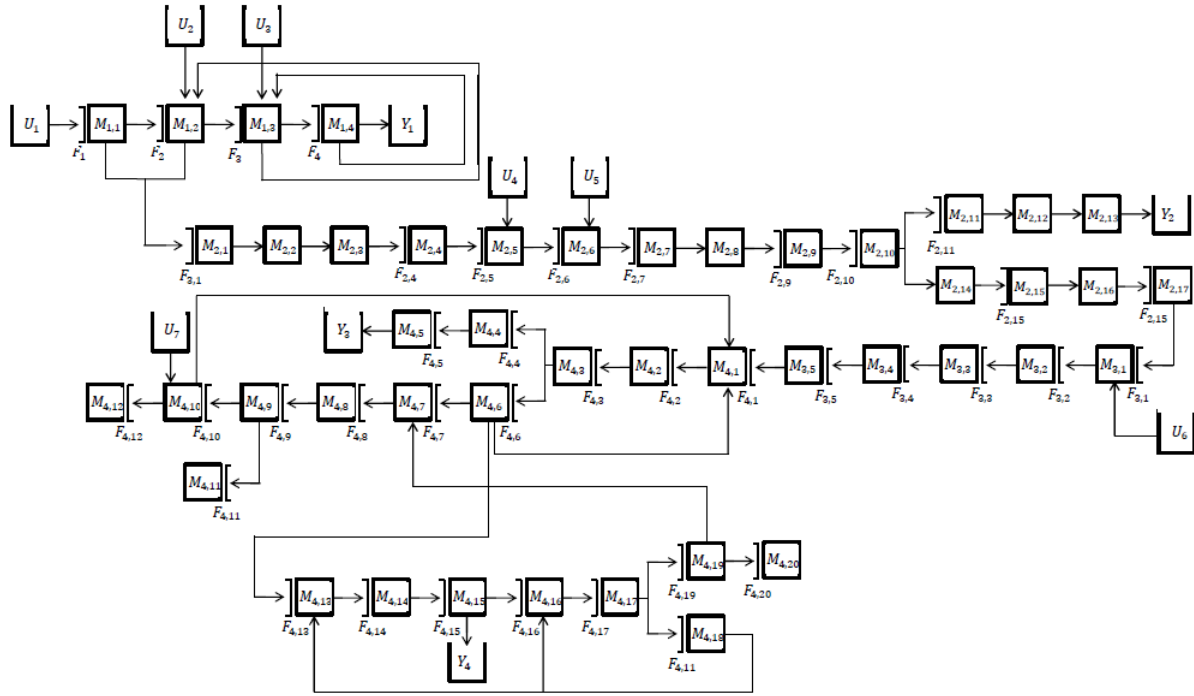 U₂ U₃
U₁ M₁,₁ M₁,₂ M₁,₃ M₁,₄ Y₁
F₁ F₂ F₃ F₄
U₄ U₅
M₂,₁₁ M₂,₁₂ M₂,₁₃ Y₂
F₂,₁₁
M₂,₁ M₂,₂ M₂,₃ M₂,₄ M₂,₅ M₂,₆ M₂,₇ M₂,₈ M₂,₉ M₂,₁₀
F₃,₁ F₂,₄ F₂,₅ F₂,₆ F₂,₇ F₂,₉ F₂,₁₀
M₂,₁₄ M₂,₁₅ M₂,₁₆ M₂,₁₇
F₂,₁₅ F₂,₁₅
U₇ Y₃ M₄,₅ M₄,₄
F₄,₅ F₄,₄
M₄,₃ M₄,₂ M₄,₁ M₃,₅ M₃,₄ M₃,₃ M₃,₂ M₃,₁
F₄,₃ F₄,₂ F₄,₁ F₃,₅ F₃,₄ F₃,₃ F₃,₂ F₃,₁
M₄,₁₂ M₄,₁₀ M₄,₉ M₄,₈ M₄,₇ M₄,₆
F₄,₁₂ F₄,₁₀ F₄,₉ F₄,₈ F₄,₇ F₄,₆
U₆
M₄,₁₁
F₄,₁₁
M₄,₁₉ M₄,₂₀
F₄,₁₉ F₄,₂₀
M₄,₁₃ M₄,₁₄ M₄,₁₅ M₄,₁₆ M₄,₁₇
F₄,₁₃ F₄,₁₄ F₄,₁₅ F₄,₁₆ F₄,₁₇
M₄,₁₈
F₄,₁₁
Y₄